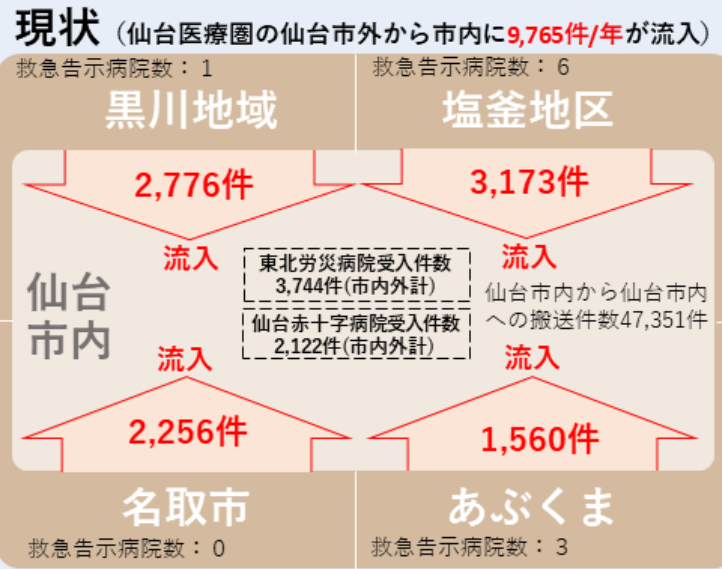 現状（仙台医療圏の仙台市外から市内に9,765件/年が流入）
救急告示病院数：1
救急告示病院数：6
黒川地域
塩釜地区
2,776件
3,173件
流入
流入
東北労災病院受入件数
3,744件(市内外計)
仙台赤十字病院受入件数
2,122件(市内外計)
仙台
市内
仙台市内から仙台市内
への搬送件数47,351件
流入
流入
2,256件
1,560件
名取市
あぶくま
救急告示病院数：0
救急告示病院数：3